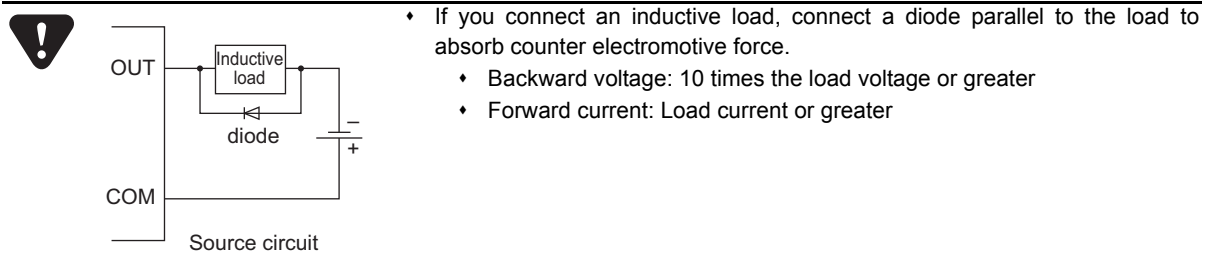 OUT
Inductive
load
diode
–
+
COM
Source circuit
⬧ If you connect an inductive load, connect a diode parallel to the load to
absorb counter electromotive force.
⬧ Backward voltage: 10 times the load voltage or greater
⬧ Forward current: Load current or greater